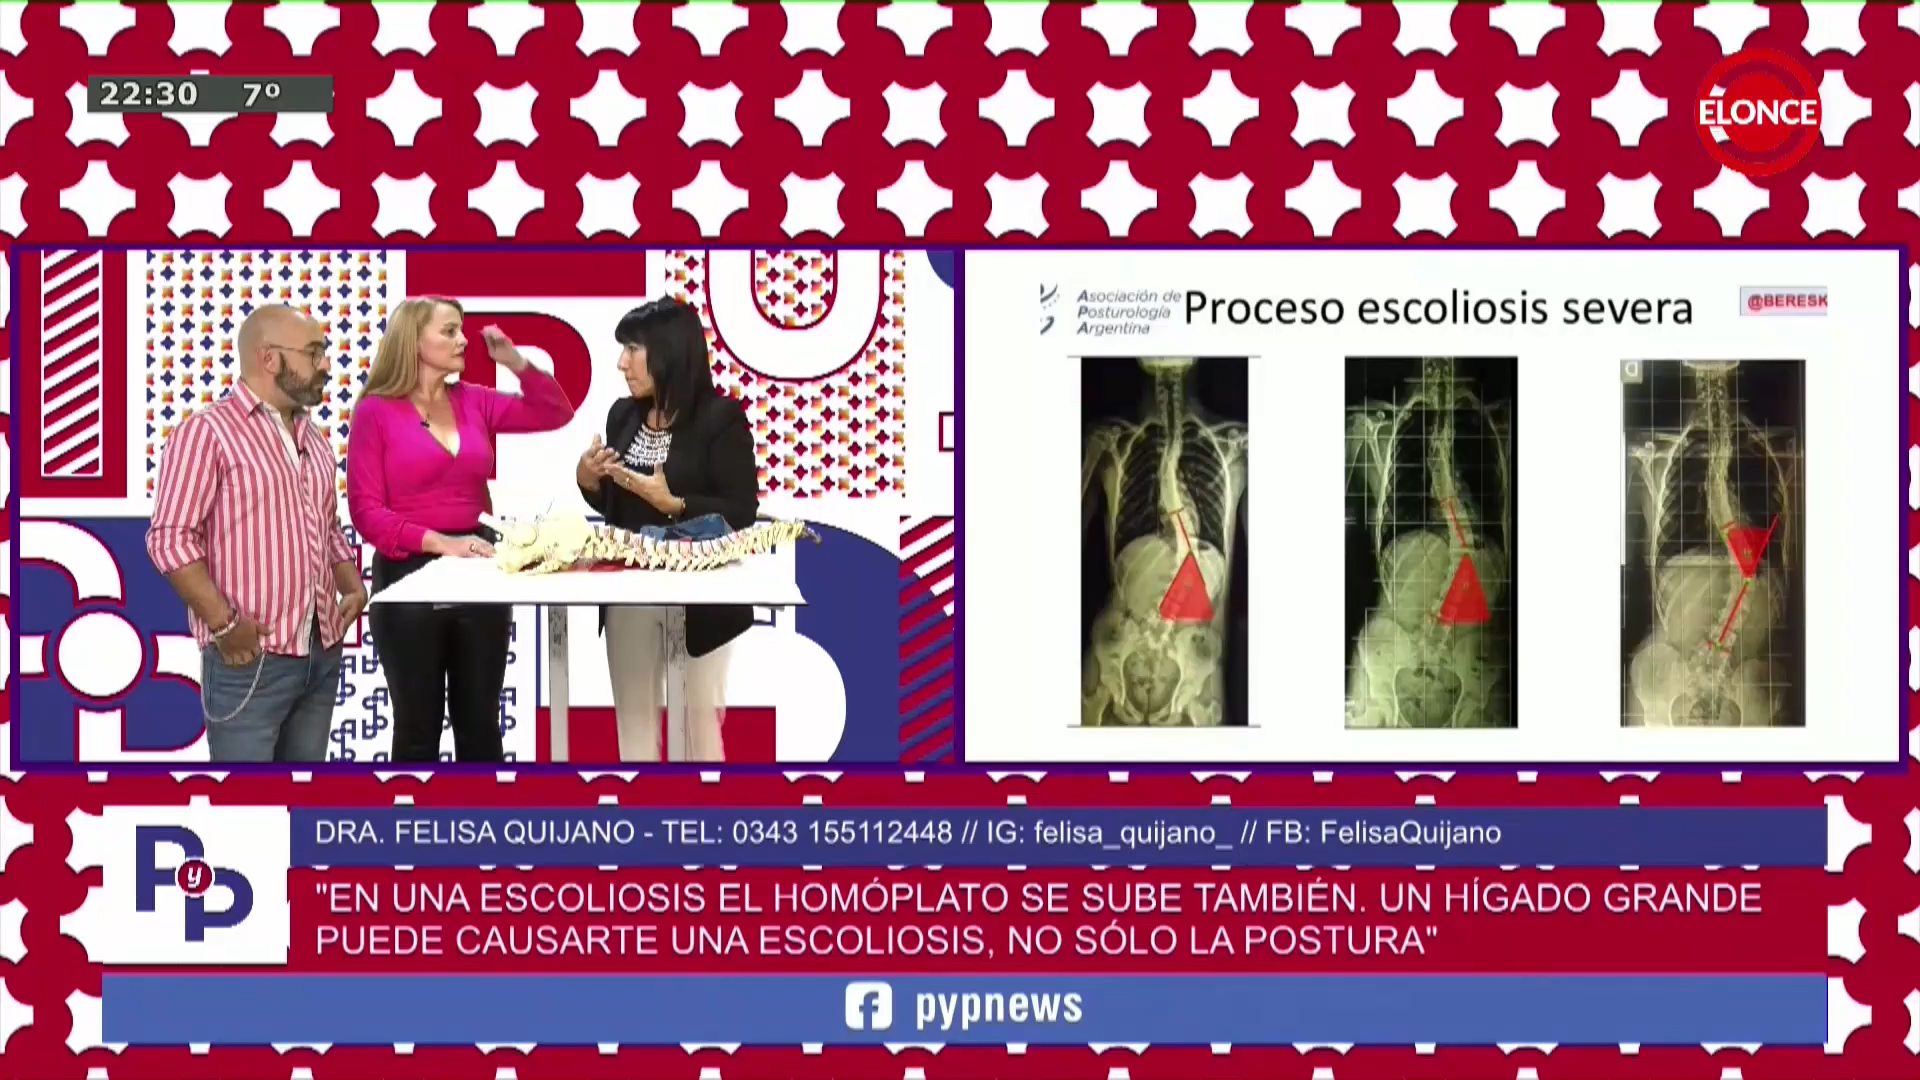 22:30 7º
ELONCE
Asociación de
Posturología
Argentina
Proceso escoliosis severa
@BERESK
D
PyP
DRA. FELISA QUIJANO - TEL: 0343 155112448 // IG: felisa_quijano_ // FB: FelisaQuijano
"EN UNA ESCOLIOSIS EL HOMÓPLATO SE SUBE TAMBIÉN. UN HÍGADO GRANDE
PUEDE CAUSARTE UNA ESCOLIOSIS, NO SÓLO LA POSTURA"
pypnews